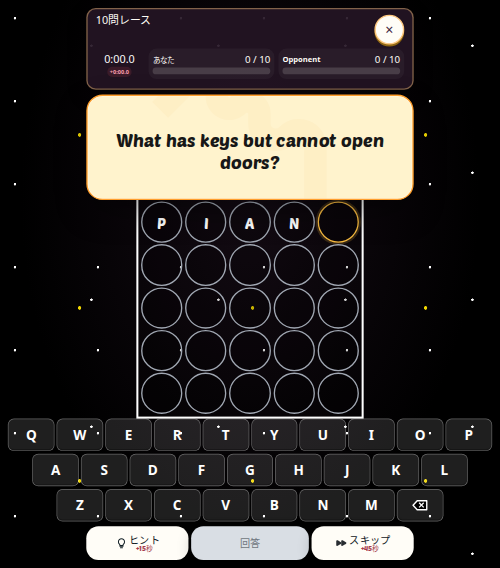 10問レース
×
0:00.0
+0:00.0
あなた 0 / 10
Opponent 0 / 10
What has keys but cannot open
doors?
P I A N
Q W E R T Y U I O P
A S D F G H J K L
Z X C V B N M
ヒント
+15秒
回答
スキップ
+45秒